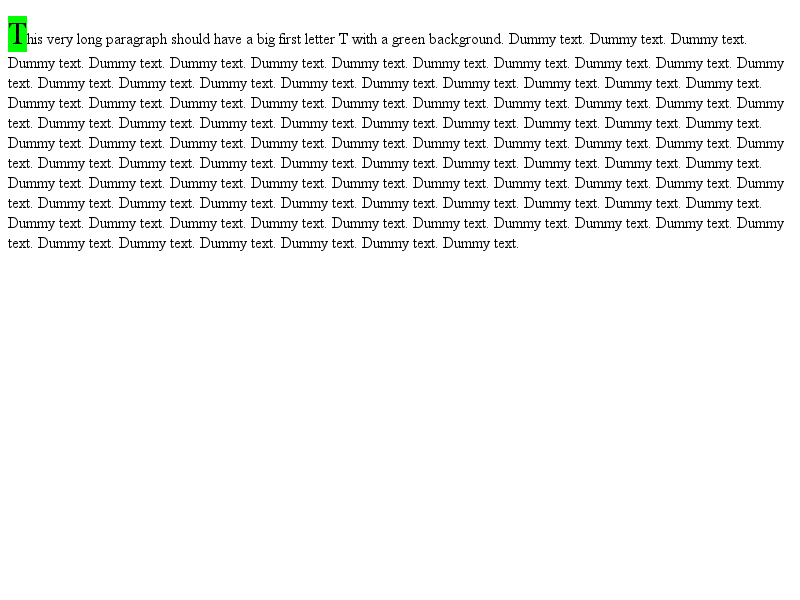 This very long paragraph should have a big first letter T with a green background. Dummy text. Dummy text. Dummy text.
Dummy text. Dummy text. Dummy text. Dummy text. Dummy text. Dummy text. Dummy text. Dummy text. Dummy text. Dummy
text. Dummy text. Dummy text. Dummy text. Dummy text. Dummy text. Dummy text. Dummy text. Dummy text. Dummy text.
Dummy text. Dummy text. Dummy text. Dummy text. Dummy text. Dummy text. Dummy text. Dummy text. Dummy text. Dummy
text. Dummy text. Dummy text. Dummy text. Dummy text. Dummy text. Dummy text. Dummy text. Dummy text. Dummy text.
Dummy text. Dummy text. Dummy text. Dummy text. Dummy text. Dummy text. Dummy text. Dummy text. Dummy text. Dummy
text. Dummy text. Dummy text. Dummy text. Dummy text. Dummy text. Dummy text. Dummy text. Dummy text. Dummy text.
Dummy text. Dummy text. Dummy text. Dummy text. Dummy text. Dummy text. Dummy text. Dummy text. Dummy text. Dummy
text. Dummy text. Dummy text. Dummy text. Dummy text. Dummy text. Dummy text. Dummy text. Dummy text. Dummy text.
Dummy text. Dummy text. Dummy text. Dummy text. Dummy text. Dummy text. Dummy text. Dummy text. Dummy text. Dummy
text. Dummy text. Dummy text. Dummy text. Dummy text. Dummy text. Dummy text.